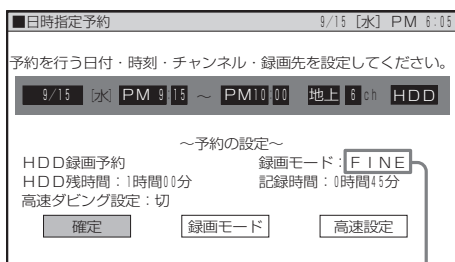 ■日時指定予約 9/15 [水] PM 6:05
予約を行う日付・時刻・チャンネル・録画先を設定してください。
9/15 [水] PM 9:15 ～ PM10:00 地上 6ch HDD
～予約の設定～
HDD録画予約 録画モード:FINE
HDD残時間:1時間00分 記録時間:0時間45分
高速ダビング設定:切
確定 録画モード 高速設定